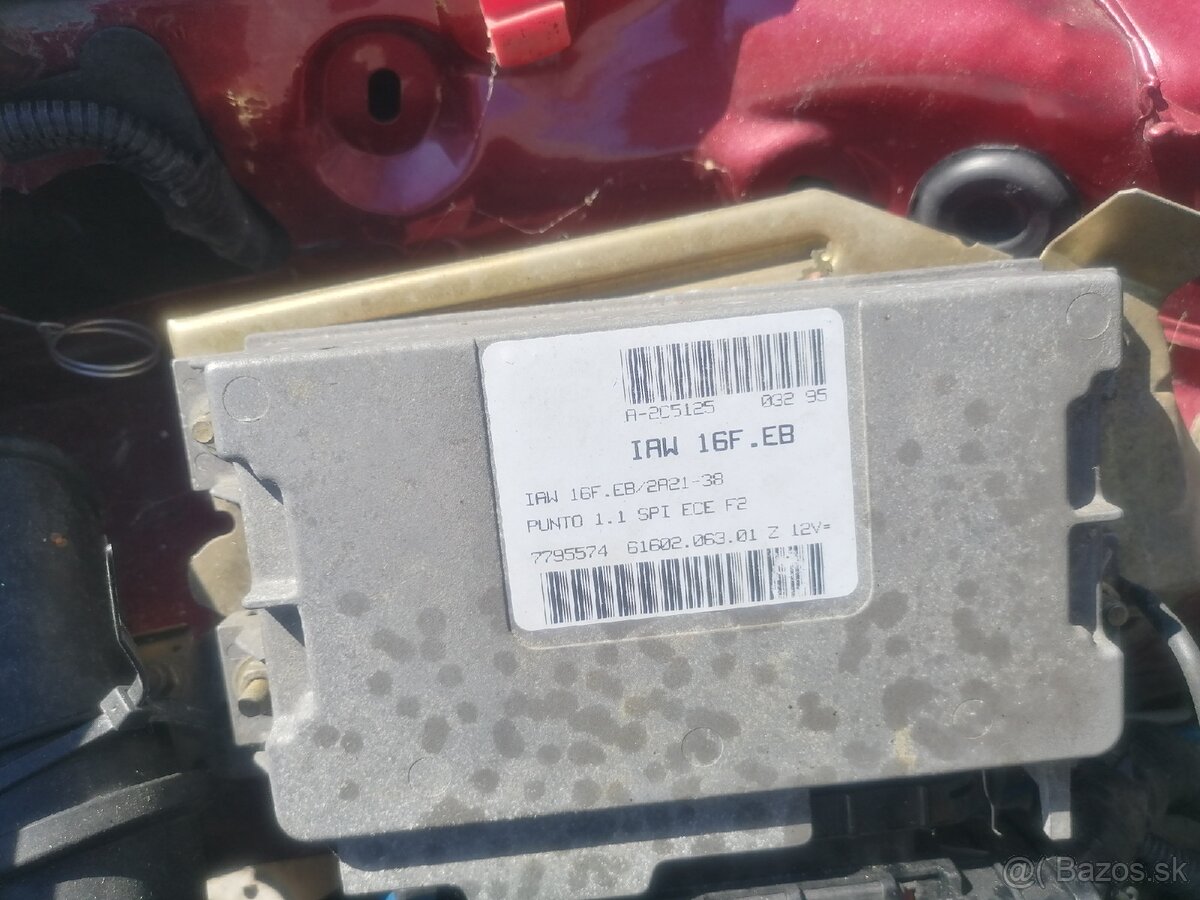 A-2C5125 032 95
IAW 16F.EB
IAW 16F.EB/2A21-38
PUNTO 1.1 SPI ECE F2
7795574 61602.063.01 Z 12V=
@( Bazos.sk